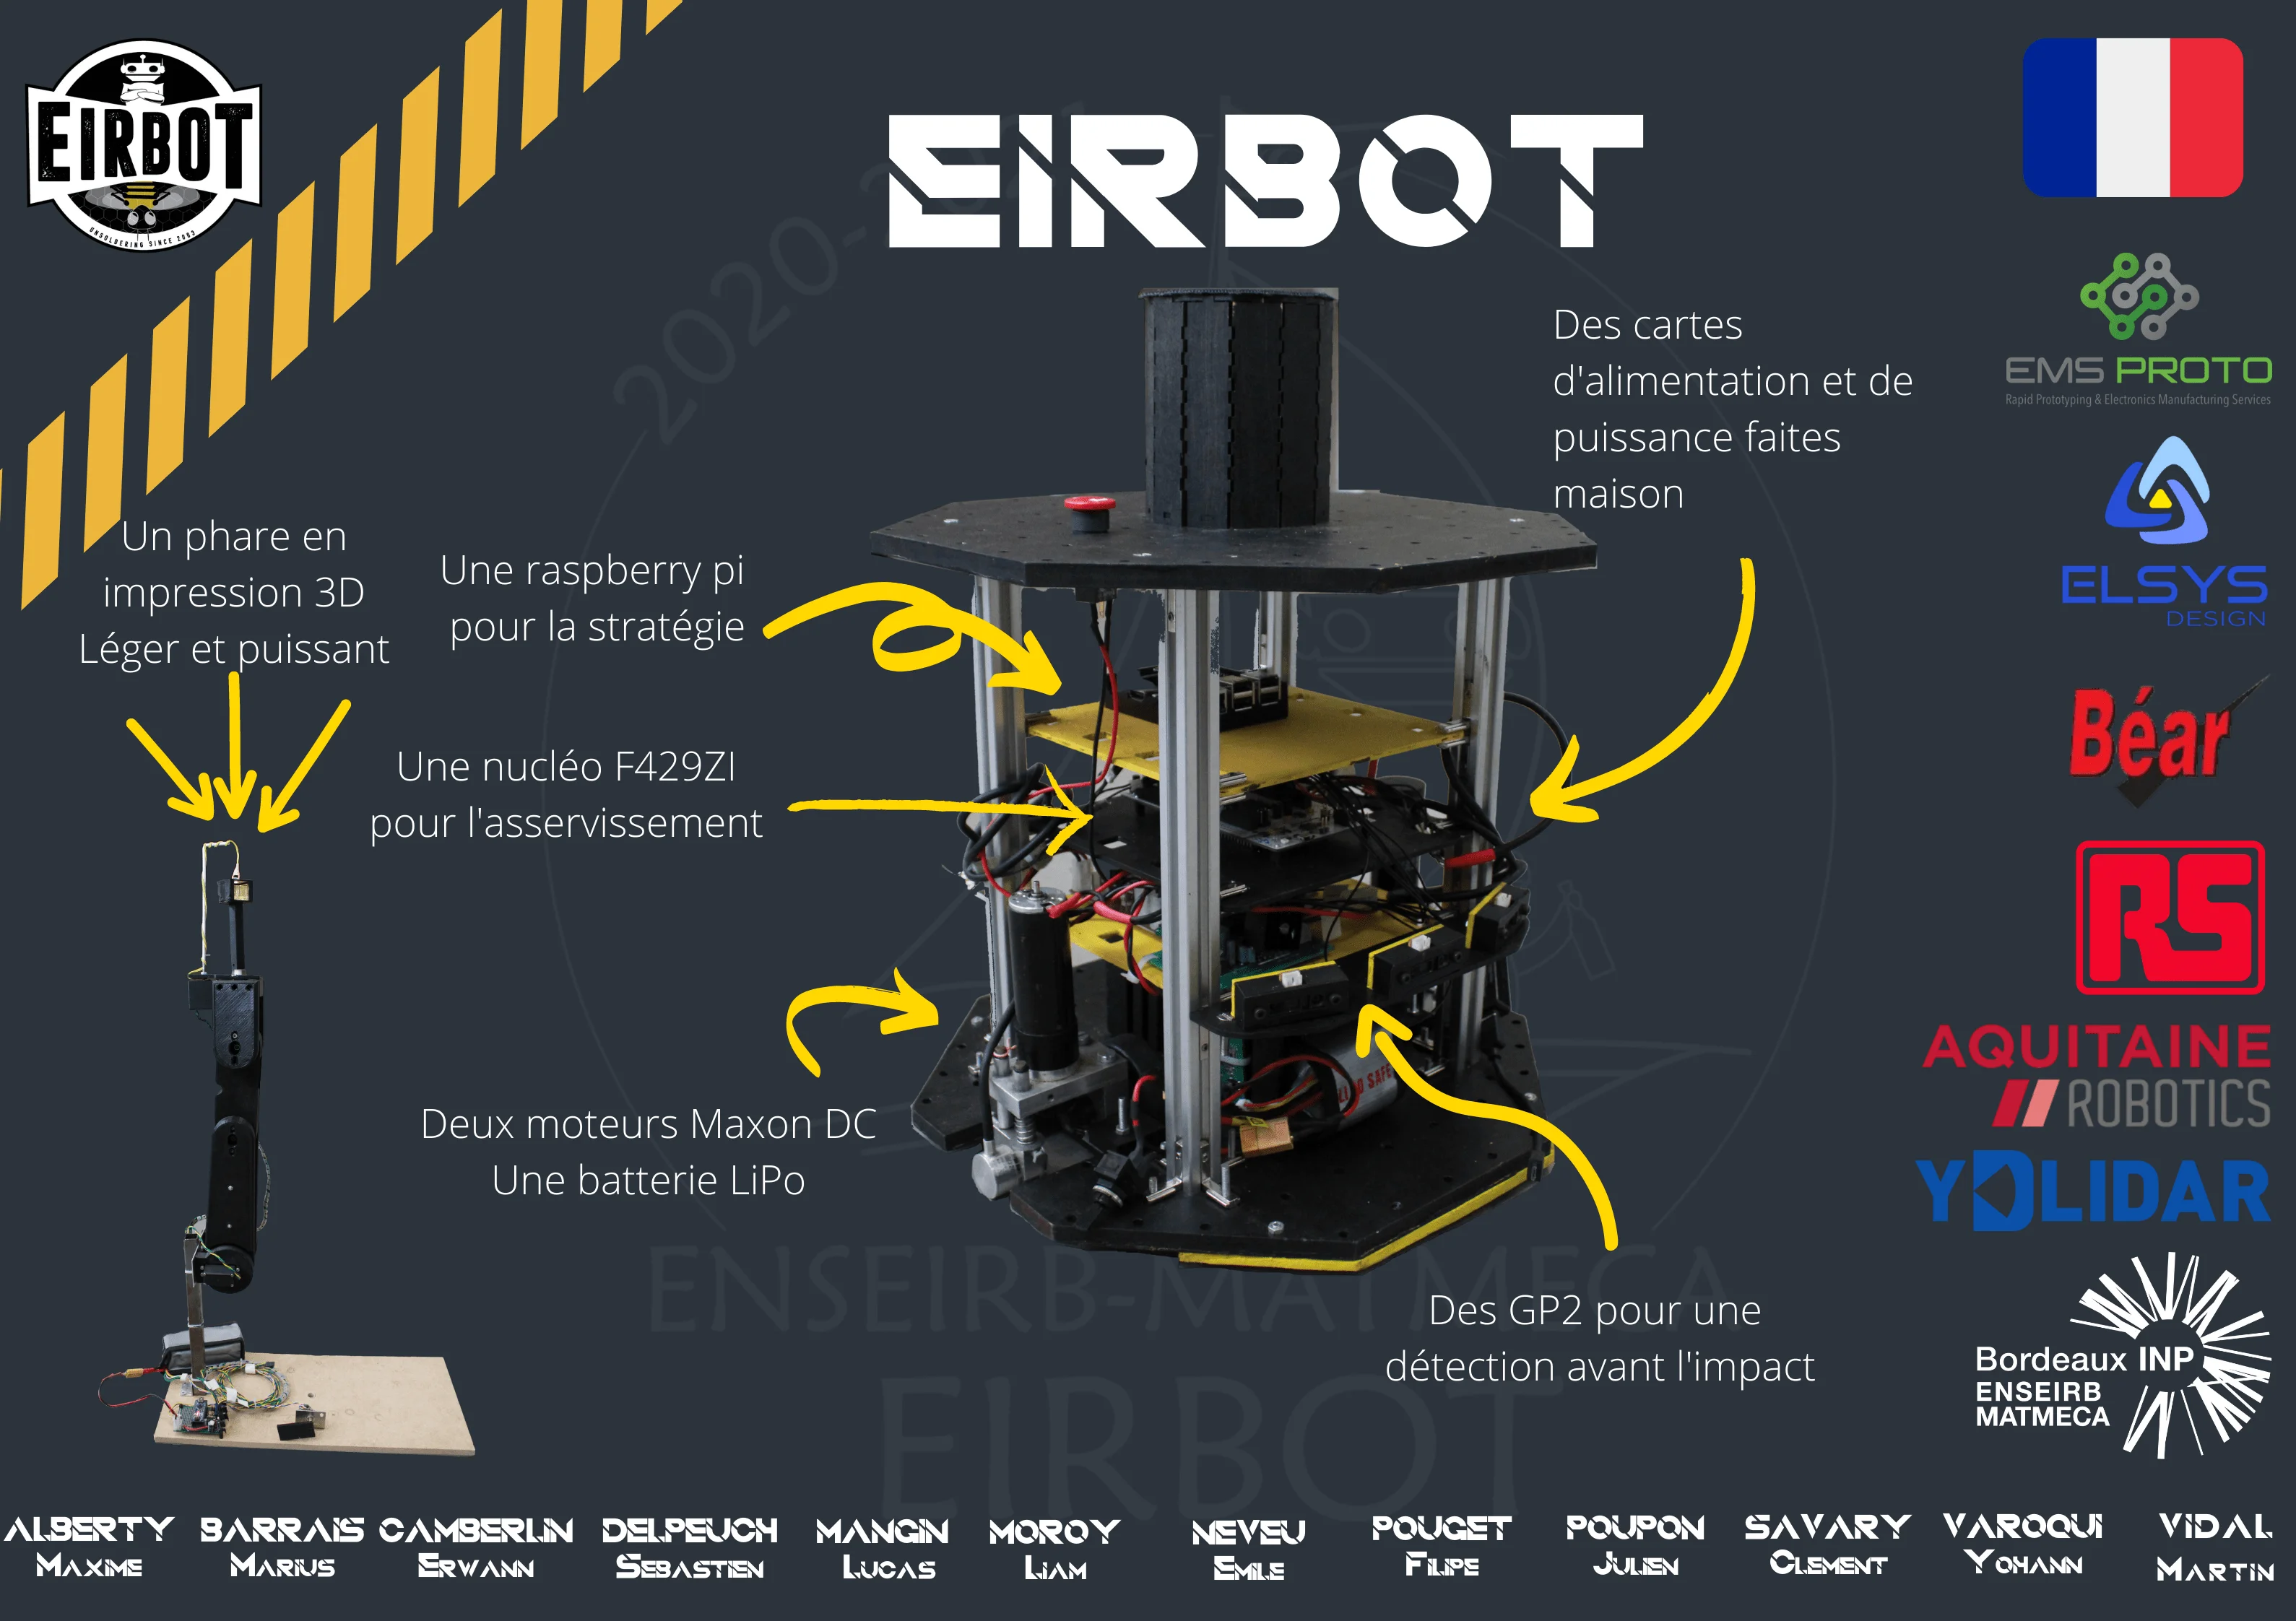 EIRBOT
UNSOLDERING SINCE 2003
EIRBOT
2020-2
Des cartes
d'alimentation et de
puissance faites
maison
Un phare en
impression 3D
Léger et puissant
Une raspberry pi
pour la stratégie
Une nucléo F429ZI
pour l'asservissement
Deux moteurs Maxon DC
Une batterie LiPo
Des GP2 pour une
détection avant l'impact
ENSEIRB-MATMECA
EIRBOT
EMS PROTO
Rapid Prototyping & Electronics Manufacturing Services
ELSYS
DESIGN
Béar
RS
AQUITAINE
ROBOTICS
YDLIDAR
Bordeaux INP
ENSEIRB
MATMECA
ALBERTY
MAXIME
BARRAIS
MARIUS
CAMBERLIN
ERWANN
DELPEUCH
SEBASTIEN
MANGIN
LUCAS
MOROY
LIAM
NEVEU
EMILE
POUGET
FILIPE
POUPON
JULIEN
SAVARY
CLEMENT
VAROQUI
YOHANN
VIDAL
MARTIN